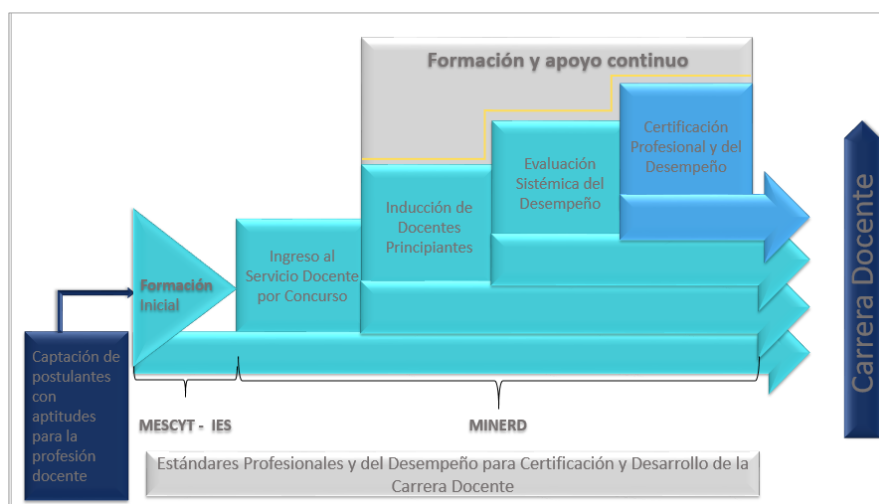 Formación y apoyo continuo
Certificación
Profesional y del
Desempeño
Evaluación
Sistémica del
Desempeño
Inducción de
Docentes
Principiantes
Ingreso al
Servicio Docente
por Concurso
Formación
Inicial
Captación de
postulantes
con
aptitudes
para la
profesión
docente
Carrera Docente
MESCYT - IES
MINERD
Estándares Profesionales y del Desempeño para Certificación y Desarrollo de la
Carrera Docente